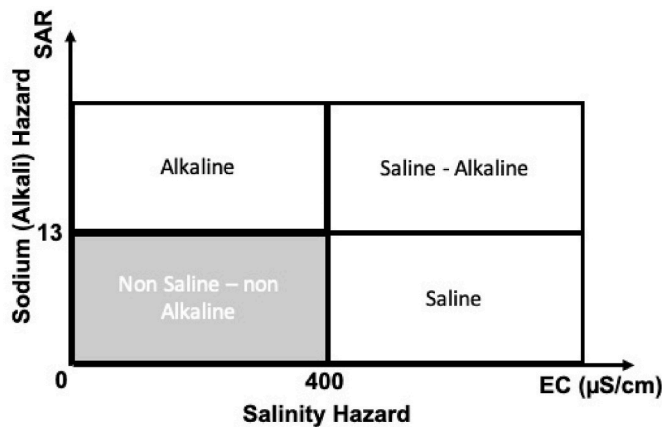 SAR
Sodium (Alkali) Hazard
Alkaline
Saline - Alkaline
13
Non Saline – non
Alkaline
Saline
0
400
EC (µS/cm)
Salinity Hazard